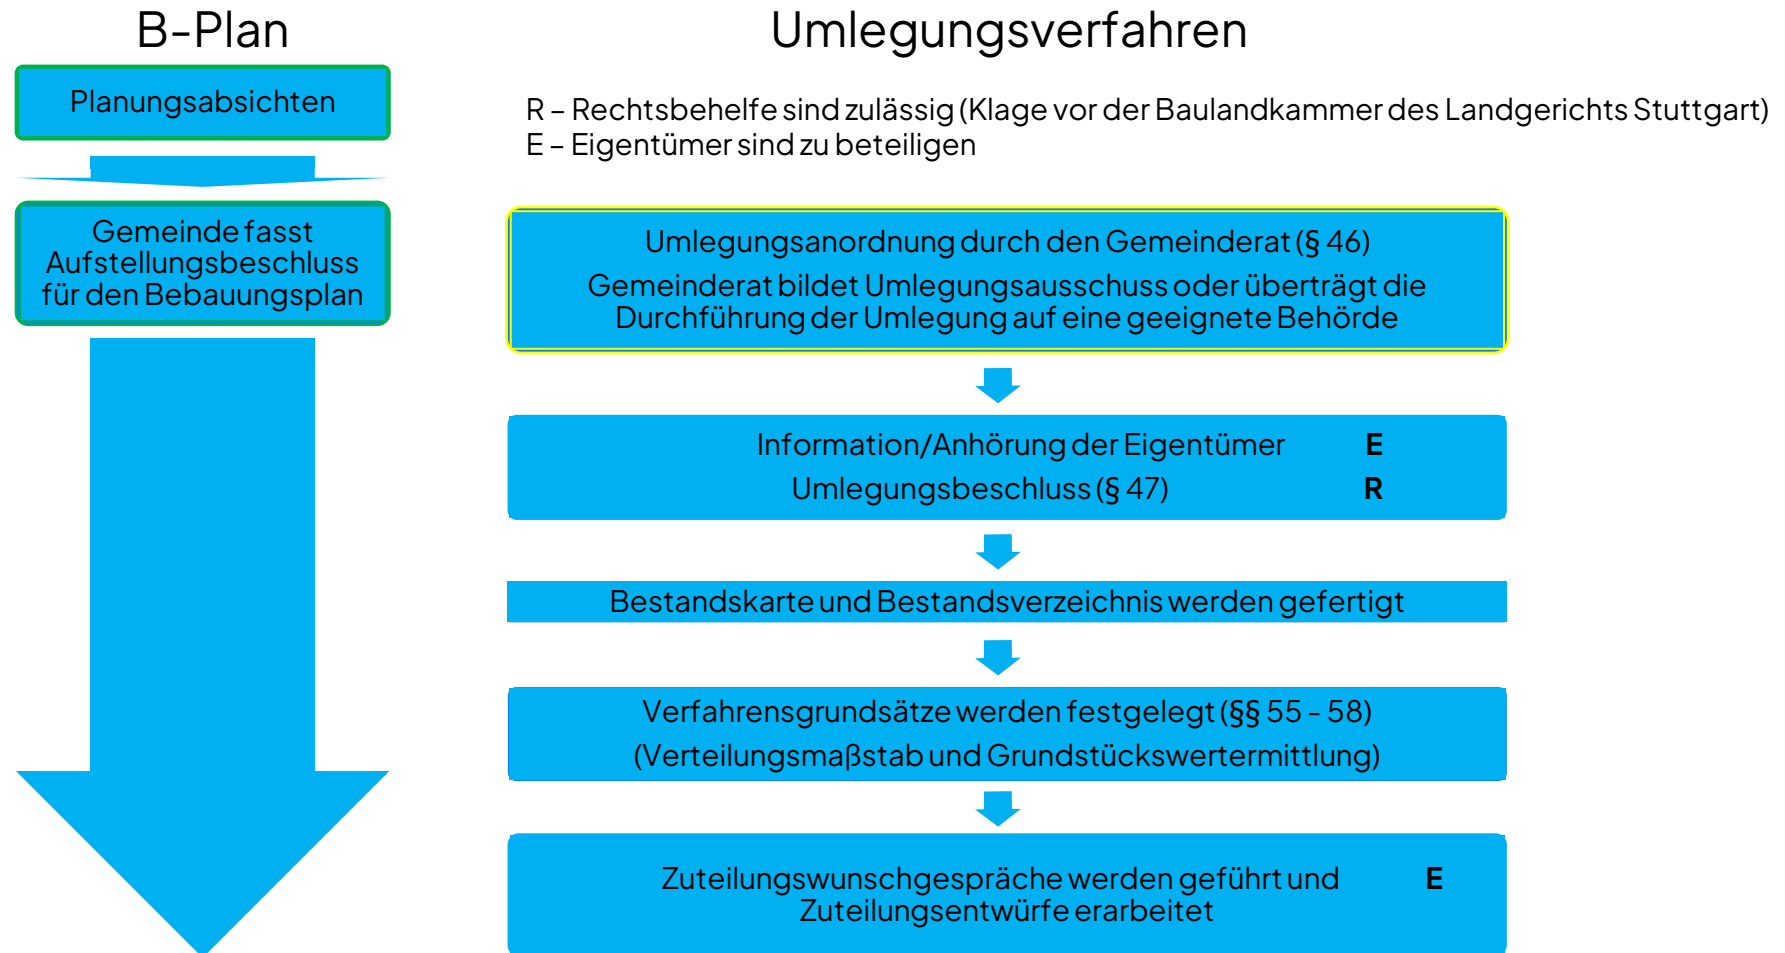 B-Plan
Planungsabsichten
Gemeinde fasst
Aufstellungsbeschluss
für den Bebauungsplan
Umlegungsverfahren
R – Rechtsbehelfe sind zulässig (Klage vor der Baulandkammer des Landgerichts Stuttgart)
E – Eigentümer sind zu beteiligen
Umlegungsanordnung durch den Gemeinderat (§ 46)
Gemeinderat bildet Umlegungsausschuss oder überträgt die
Durchführung der Umlegung auf eine geeignete Behörde
Information/Anhörung der Eigentümer E
Umlegungsbeschluss (§ 47) R
Bestandskarte und Bestandsverzeichnis werden gefertigt
Verfahrensgrundsätze werden festgelegt (§§ 55 - 58)
(Verteilungsmaßstab und Grundstückswertermittlung)
Zuteilungswunschgespräche werden geführt und E
Zuteilungsentwürfe erarbeitet